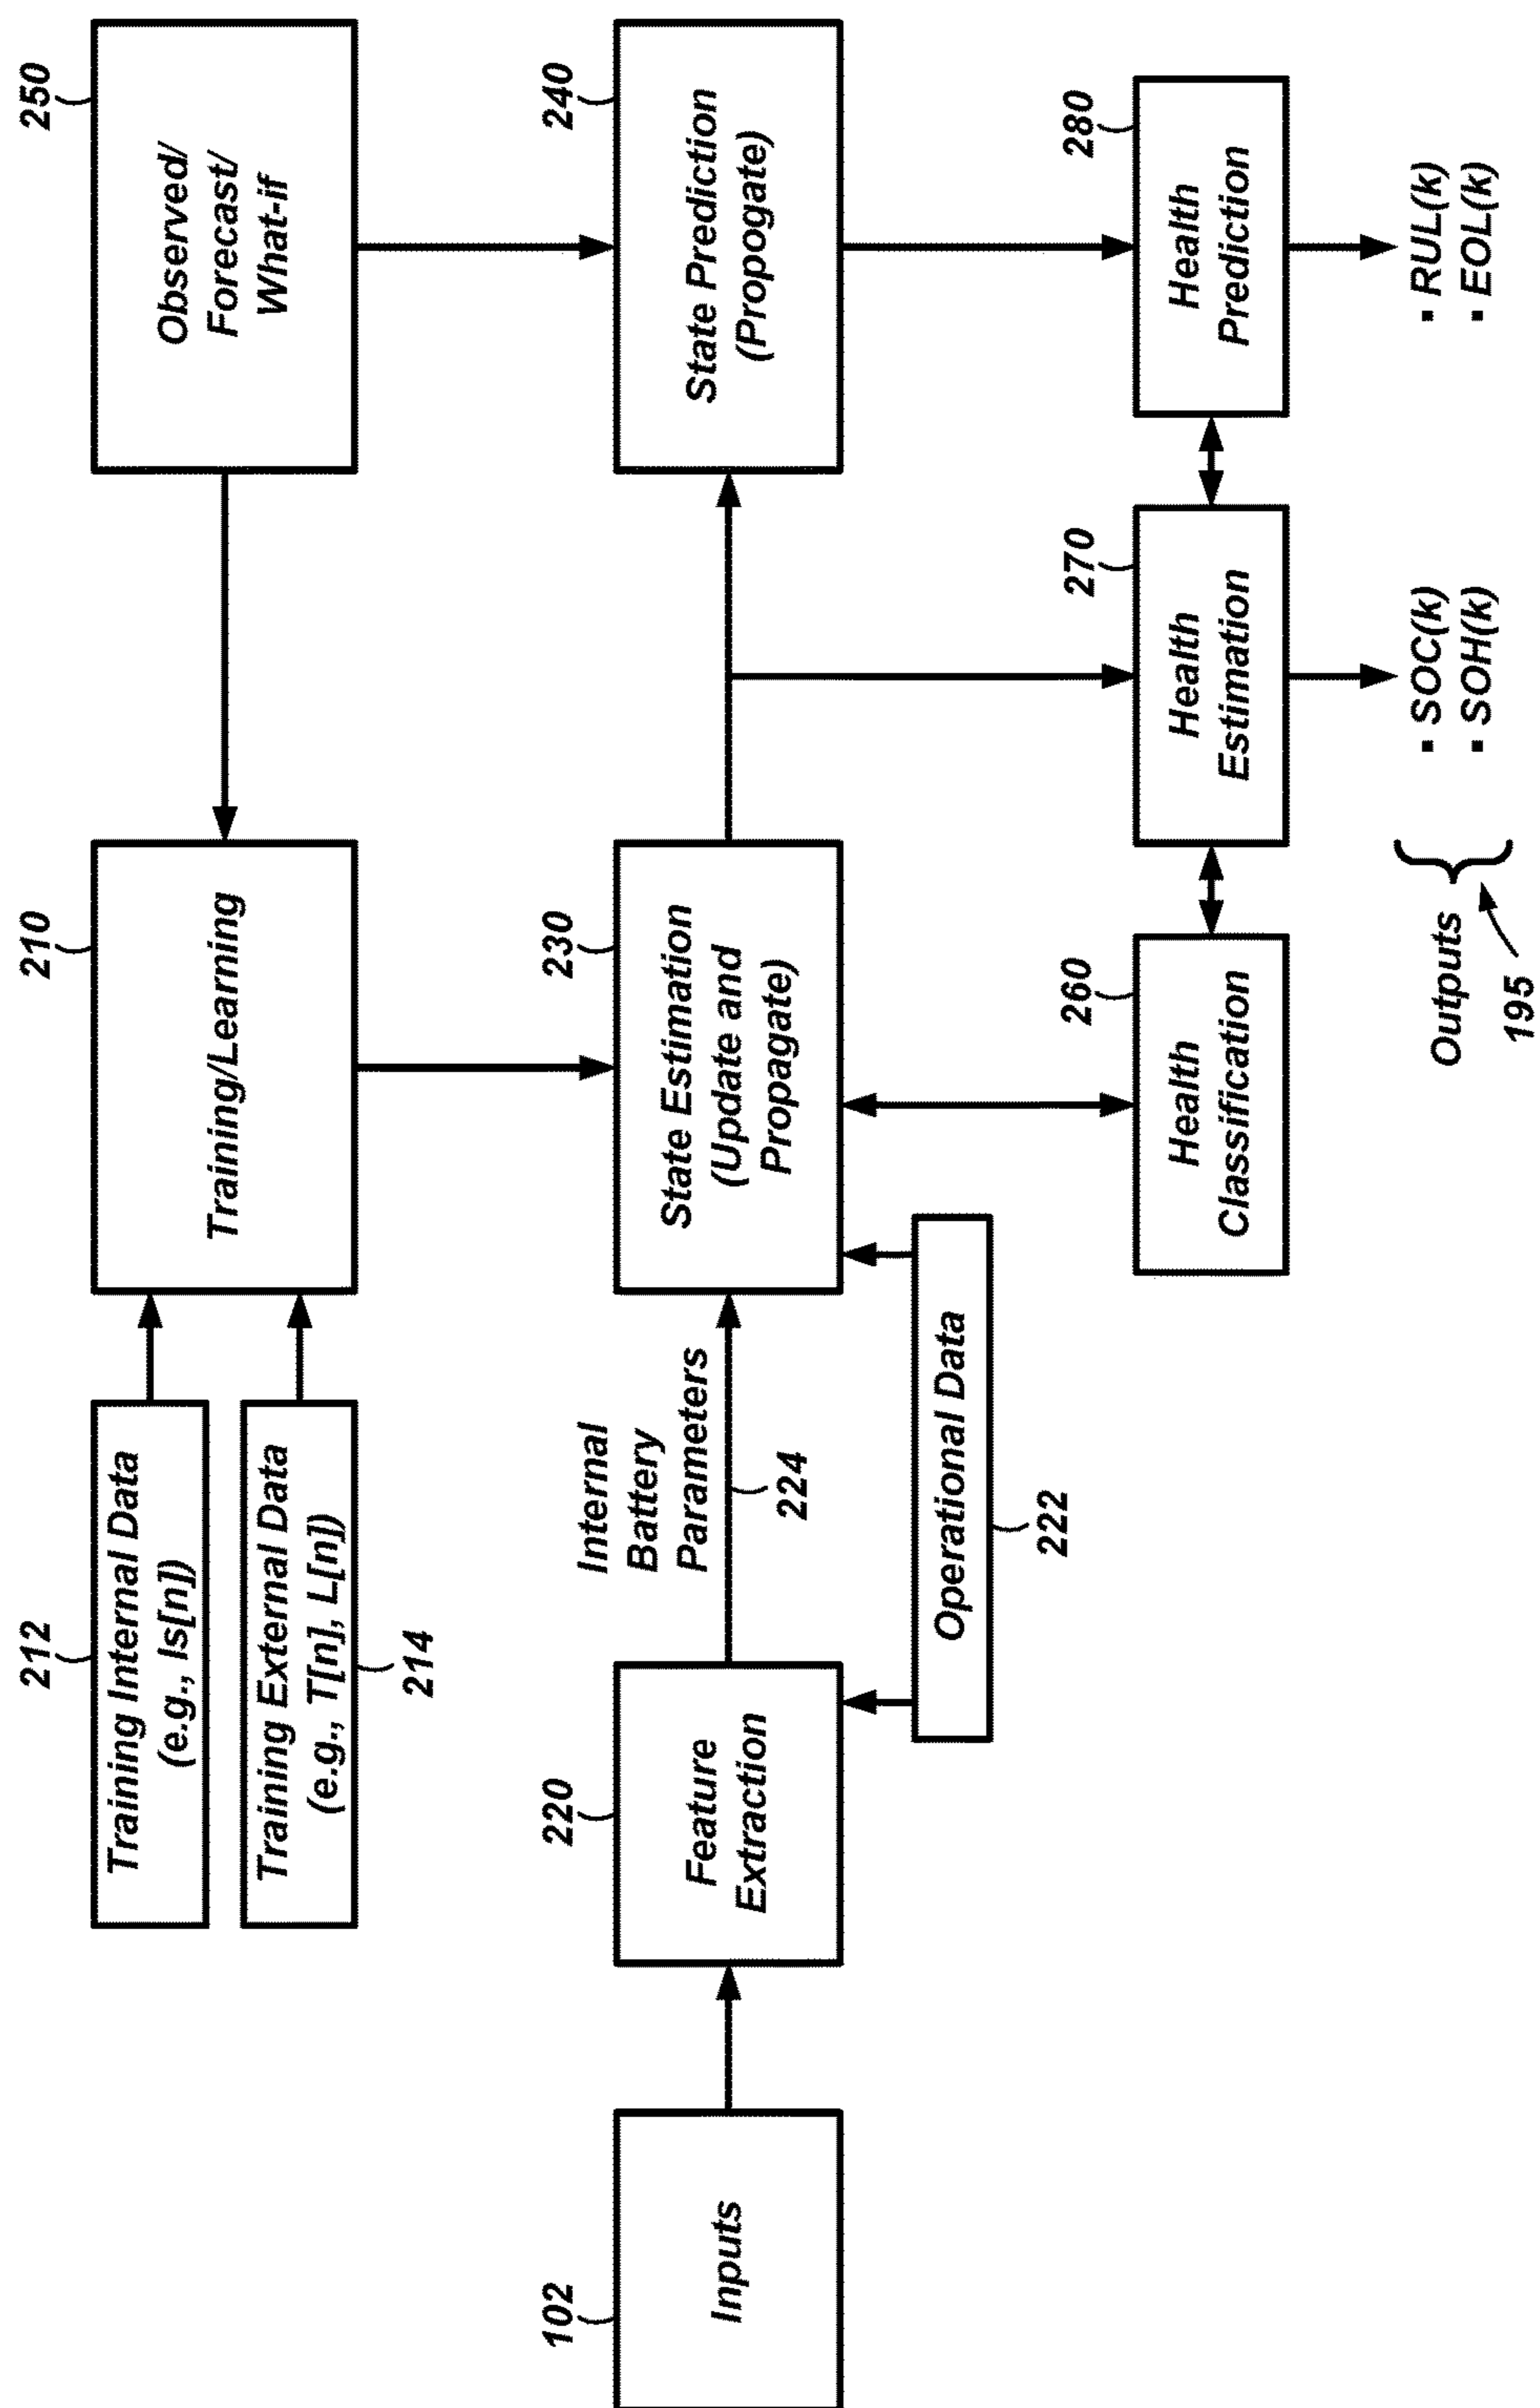 212
Training Internal Data
(e.g., Is[n])
Training External Data
(e.g., T[n], L[n])
214
210
Training/Learning
250
Observed/
Forecast/
What-if
102
Inputs
220
Feature
Extraction
Internal
Battery
Parameters
224
Operational Data
222
230
State Estimation
(Update and
Propagate)
240
State Prediction
(Propogate)
260
Health
Classification
270
Health
Estimation
280
Health
Prediction
Outputs
195
▪ SOC(k)
▪ SOH(k)
▪ RUL(k)
▪ EOL(k)